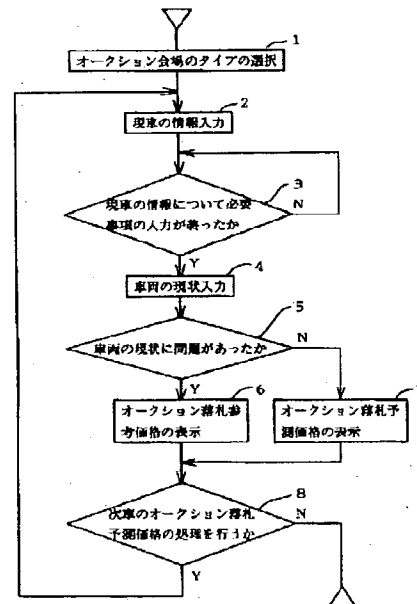 1
オークション会場のタイプの選択
2
現車の情報入力
3
現車の情報について必要
事項の入力が終ったか
N
Y
4
車両の現状入力
5
車両の現状に問題があったか
N
Y
6
オークション落札参
考価格の表示
オークション落札予
測価格の表示
8
次車のオークション落札
予測価格の処理を行うか
N
Y